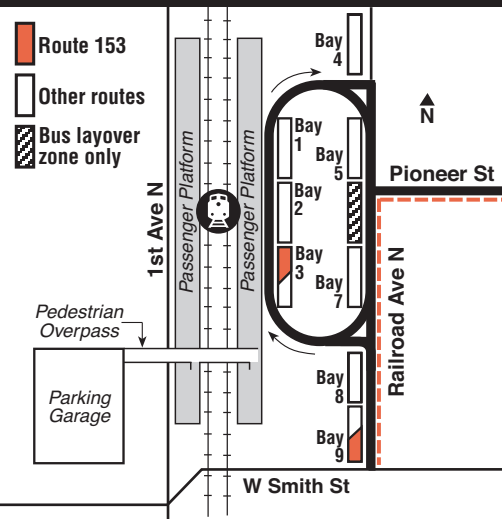 Route 153
Other routes
Bus layover
zone only
1st Ave N
Passenger Platform
Passenger Platform
Bay
4
Bay
1
Bay
5
Bay
2
Bay
3
Bay
7
Bay
8
Bay
9
N
Pioneer St
Railroad Ave N
Pedestrian
Overpass
Parking
Garage
W Smith St